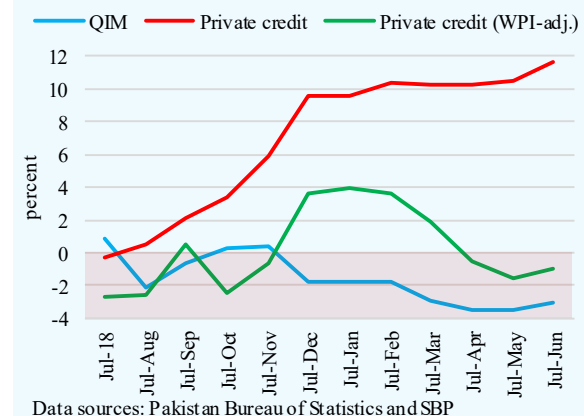 QIM Private credit Private credit (WPI-adj.)
12
10
8
6
4
2
0
-2
-4
percent
Jul-18 Jul-Aug Jul-Sep Jul-Oct Jul-Nov Jul-Dec Jul-Jan Jul-Feb Jul-Mar Jul-Apr Jul-May Jul-Jun
Data sources: Pakistan Bureau of Statistics and SBP